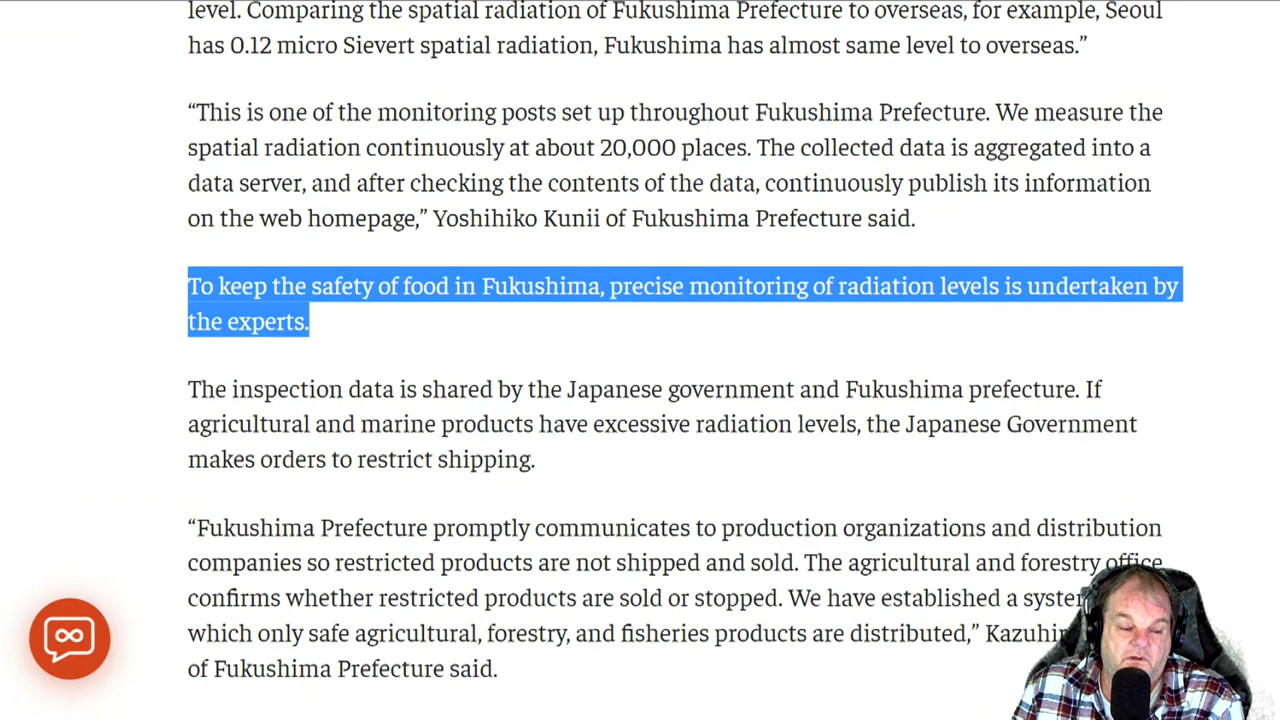 level. Comparing the spatial radiation of Fukushima Prefecture to overseas, for example, Seoul
has 0.12 micro Sievert spatial radiation, Fukushima has almost same level to overseas.”
“This is one of the monitoring posts set up throughout Fukushima Prefecture. We measure the
spatial radiation continuously at about 20,000 places. The collected data is aggregated into a
data server, and after checking the contents of the data, continuously publish its information
on the web homepage,” Yoshihiko Kunii of Fukushima Prefecture said.
To keep the safety of food in Fukushima, precise monitoring of radiation levels is undertaken by
the experts.
The inspection data is shared by the Japanese government and Fukushima prefecture. If
agricultural and marine products have excessive radiation levels, the Japanese Government
makes orders to restrict shipping.
“Fukushima Prefecture promptly communicates to production organizations and distribution
companies so restricted products are not shipped and sold. The agricultural and forestry office
confirms whether restricted products are sold or stopped. We have established a
which only safe agricultural, forestry, and fisheries products are distributed,”
of Fukushima Prefecture said.